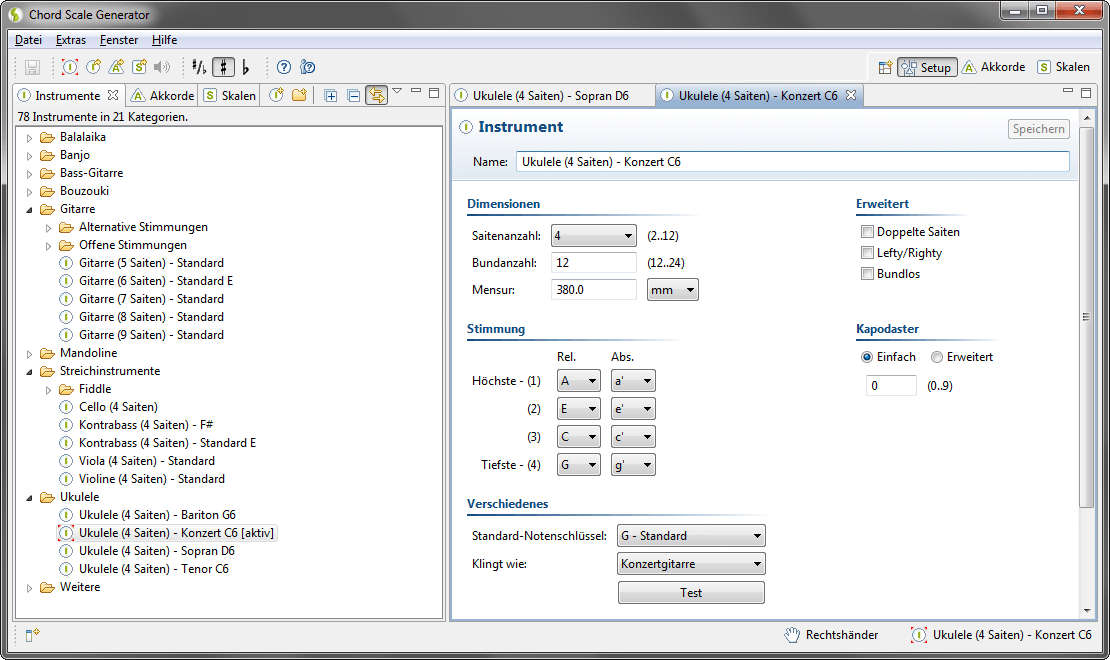 Chord Scale Generator
Datei Extras Fenster Hilfe
Setup Akkorde Skalen
Instrumente Akkorde Skalen
78 Instrumente in 21 Kategorien.
Balalaika
Banjo
Bass-Gitarre
Bouzouki
Gitarre
Alternative Stimmungen
Offene Stimmungen
Gitarre (5 Saiten) - Standard
Gitarre (6 Saiten) - Standard E
Gitarre (7 Saiten) - Standard
Gitarre (8 Saiten) - Standard
Gitarre (9 Saiten) - Standard
Mandoline
Streichinstrumente
Fiddle
Cello (4 Saiten)
Kontrabass (4 Saiten) - F#
Kontrabass (4 Saiten) - Standard E
Viola (4 Saiten) - Standard
Violine (4 Saiten) - Standard
Ukulele
Ukulele (4 Saiten) - Bariton G6
Ukulele (4 Saiten) - Konzert C6 [aktiv]
Ukulele (4 Saiten) - Sopran D6
Ukulele (4 Saiten) - Tenor C6
Weitere
Ukulele (4 Saiten) - Sopran D6 Ukulele (4 Saiten) - Konzert C6
Instrument Speichern
Name: Ukulele (4 Saiten) - Konzert C6
Dimensionen
Saitenanzahl: 4 (2..12)
Bundanzahl: 12 (12..24)
Mensur: 380.0 mm
Erweitert
Doppelte Saiten
Lefty/Righty
Bundlos
Stimmung
Rel. Abs.
Höchste - (1) A a'
(2) E e'
(3) C c'
Tiefste - (4) G g'
Kapodaster
Einfach Erweitert
0 (0..9)
Verschiedenes
Standard-Notenschlüssel: G - Standard
Klingt wie: Konzertgitarre
Test
Rechtshänder Ukulele (4 Saiten) - Konzert C6